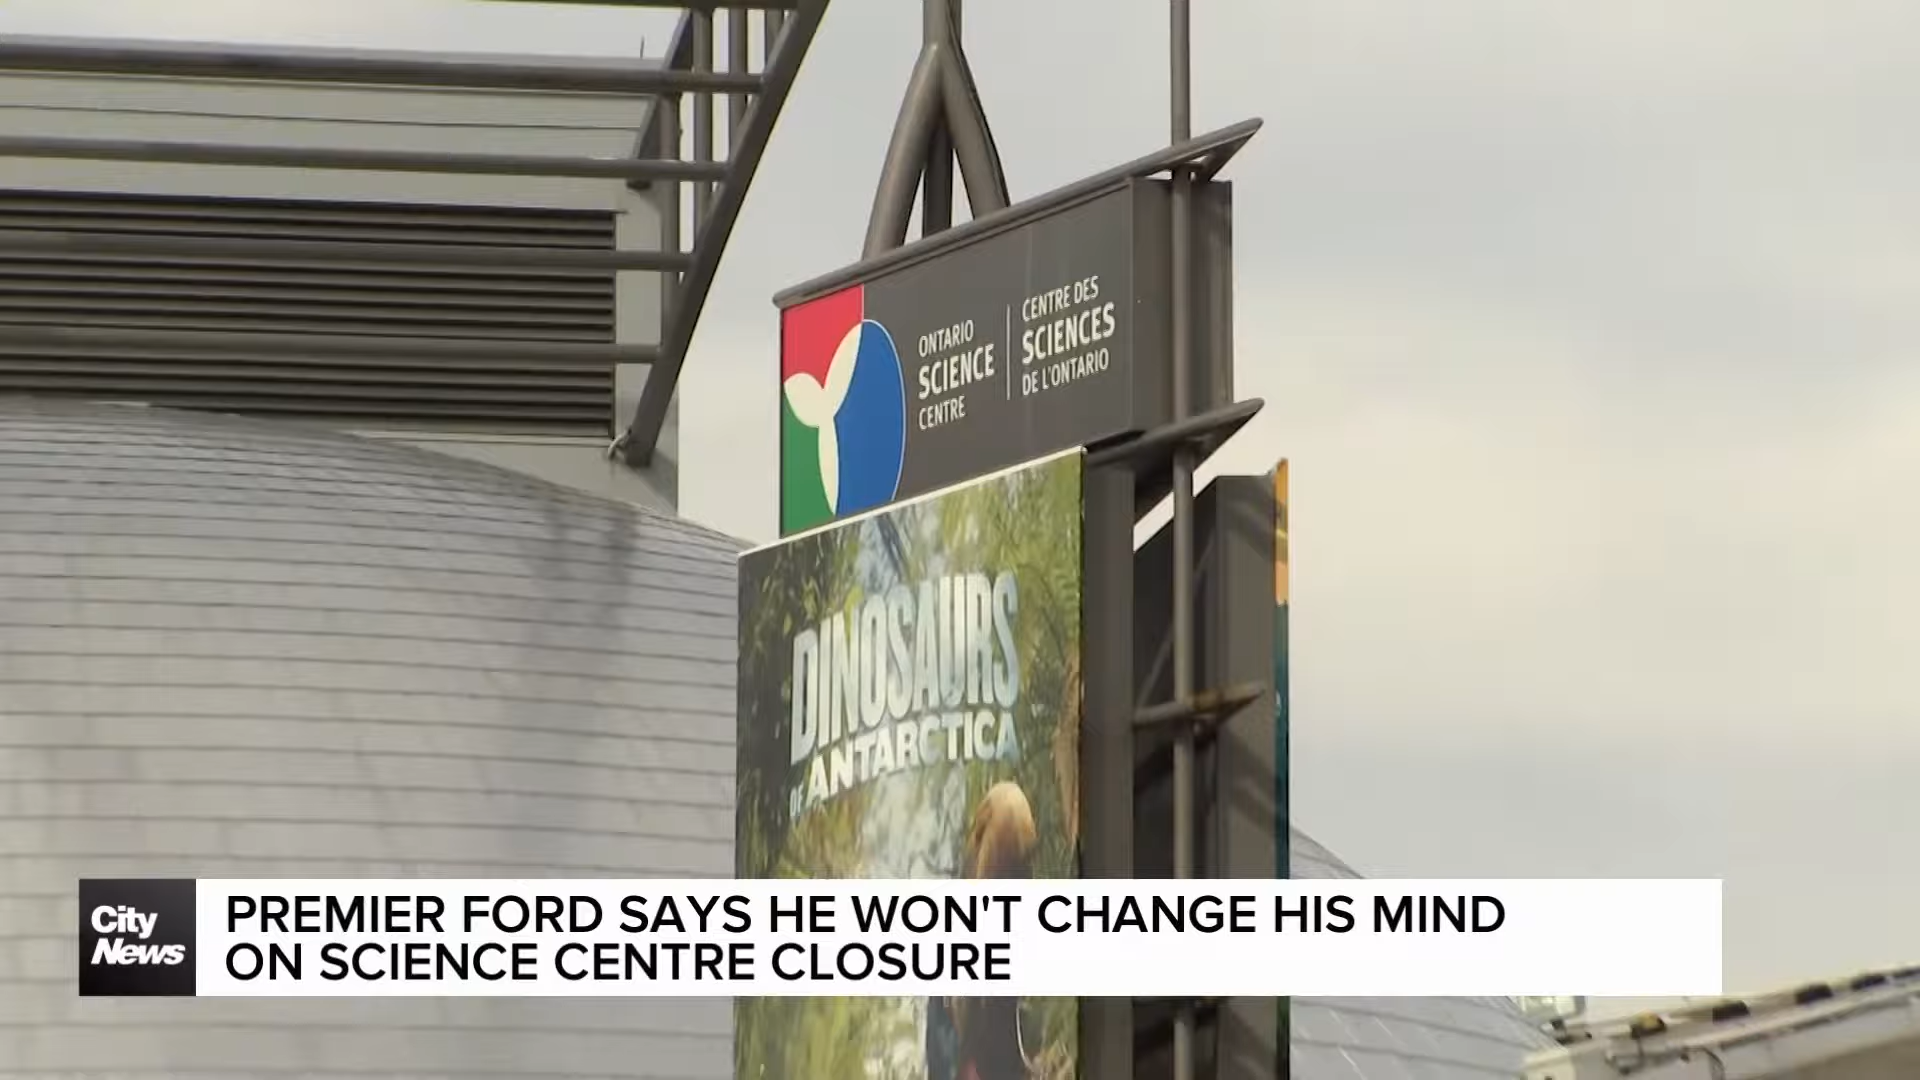 ONTARIO
SCIENCE
CENTRE
CENTRE DES
SCIENCES
DE L'ONTARIO
DINOSAURS
OF ANTARCTICA
City
News
PREMIER FORD SAYS HE WON'T CHANGE HIS MIND
ON SCIENCE CENTRE CLOSURE